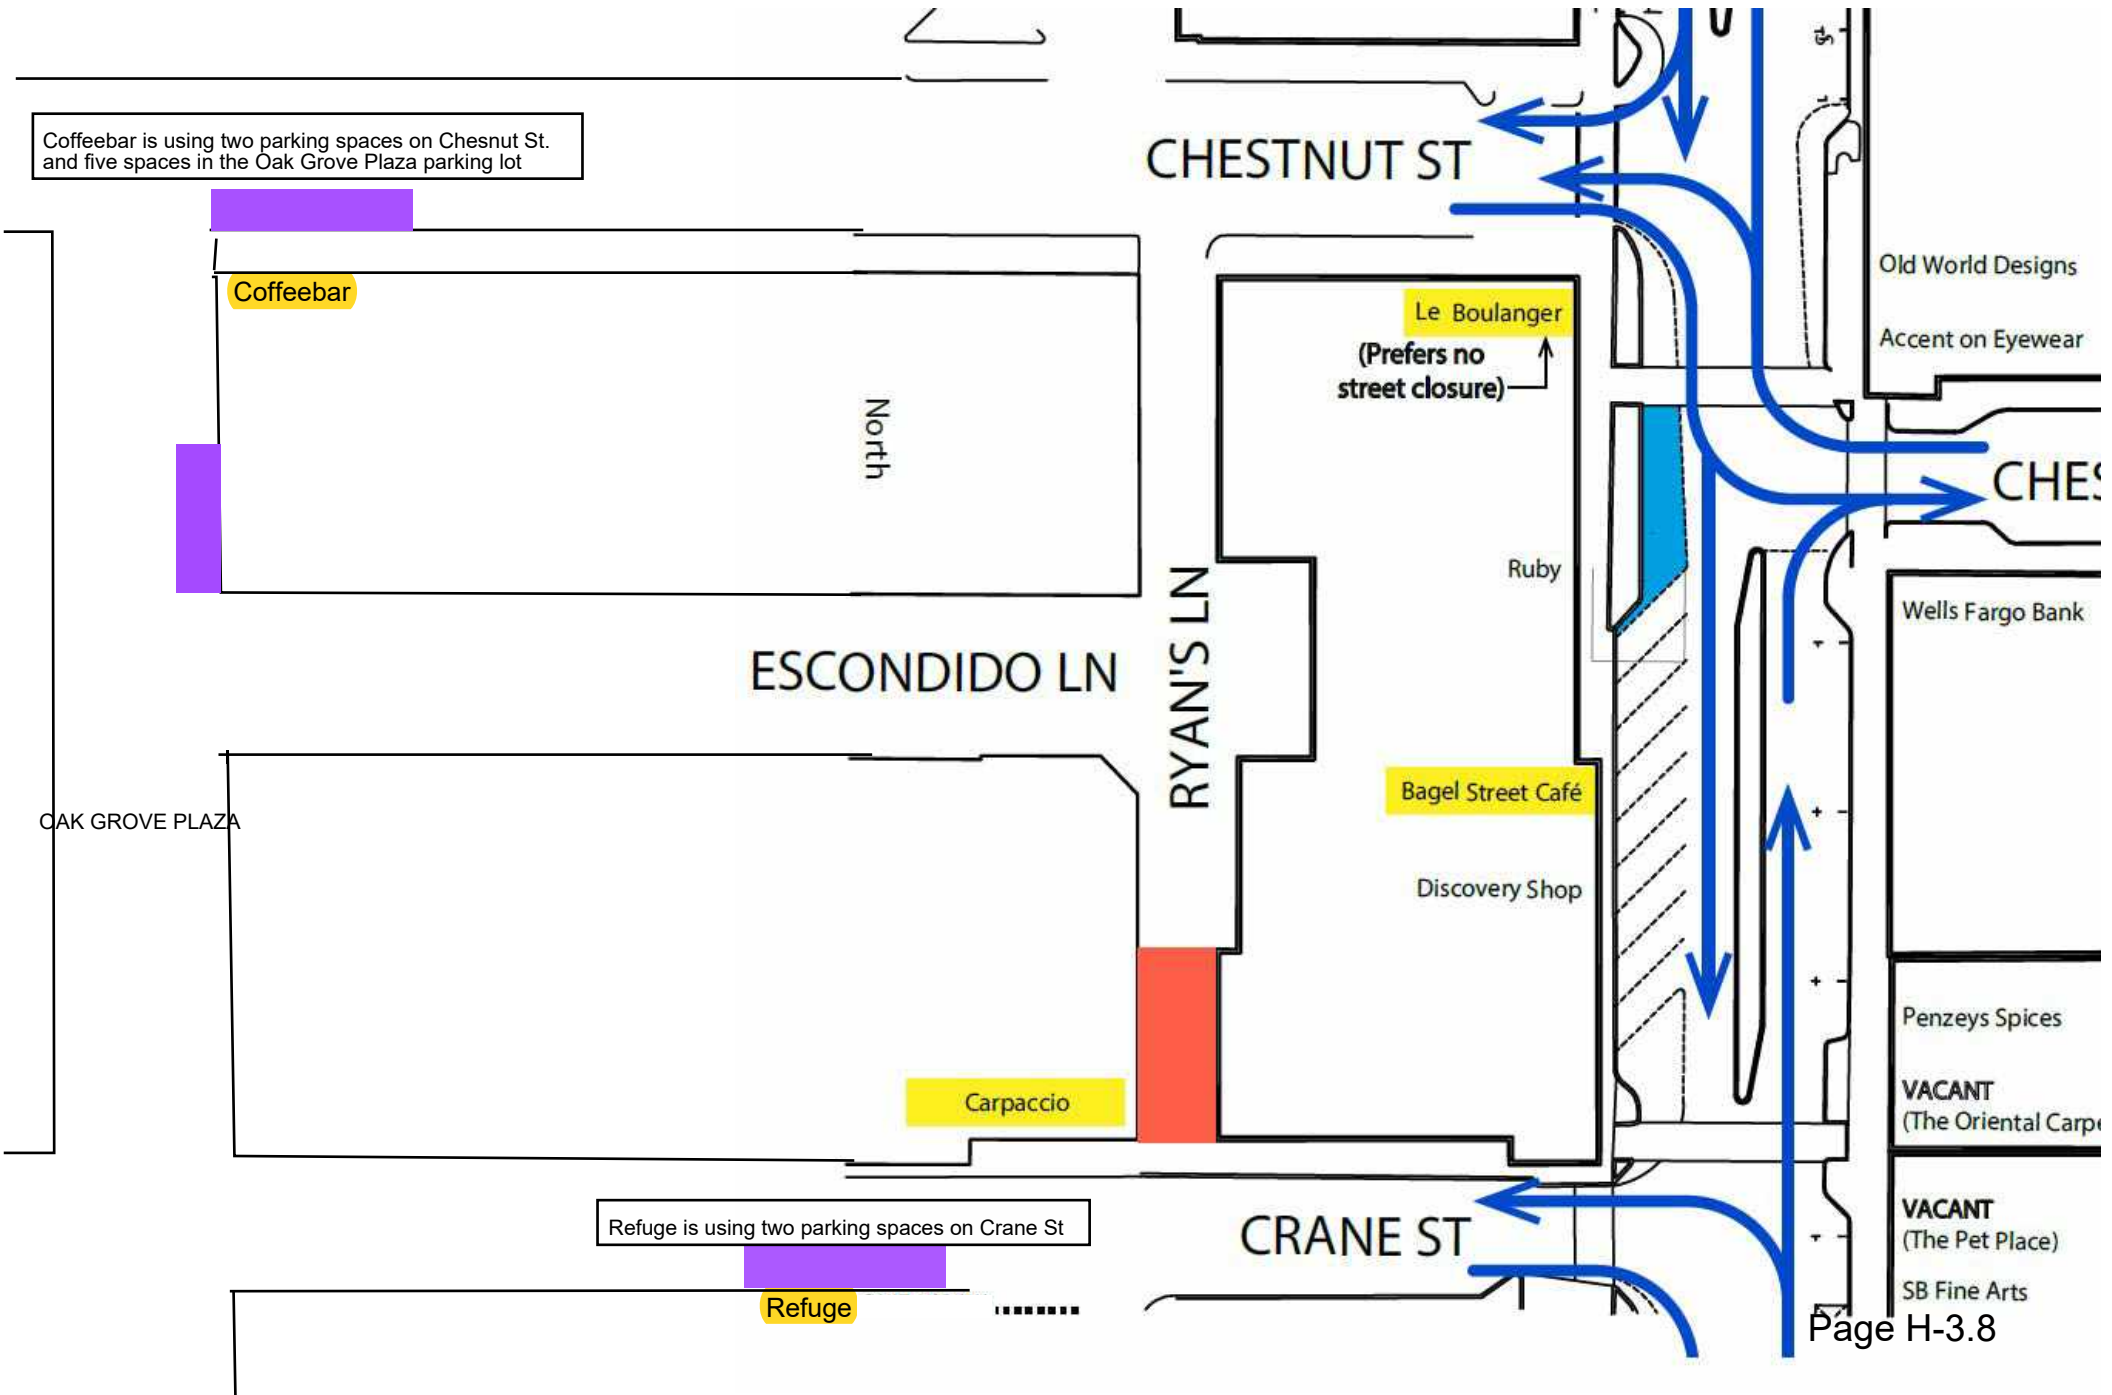 Coffeebar is using two parking spaces on Chesnut St.
and five spaces in the Oak Grove Plaza parking lot
CHESTNUT ST
Coffeebar
Le Boulanger
(Prefers no
street closure)
Old World Designs
Accent on Eyewear
North
CHES
Ruby
Wells Fargo Bank
ESCONDIDO LN
RYAN'S LN
OAK GROVE PLAZA
Bagel Street Café
Discovery Shop
Penzeys Spices
Carpaccio
VACANT
(The Oriental Carpe
Refuge is using two parking spaces on Crane St
CRANE ST
VACANT
(The Pet Place)
SB Fine Arts
Refuge
Page H-3.8